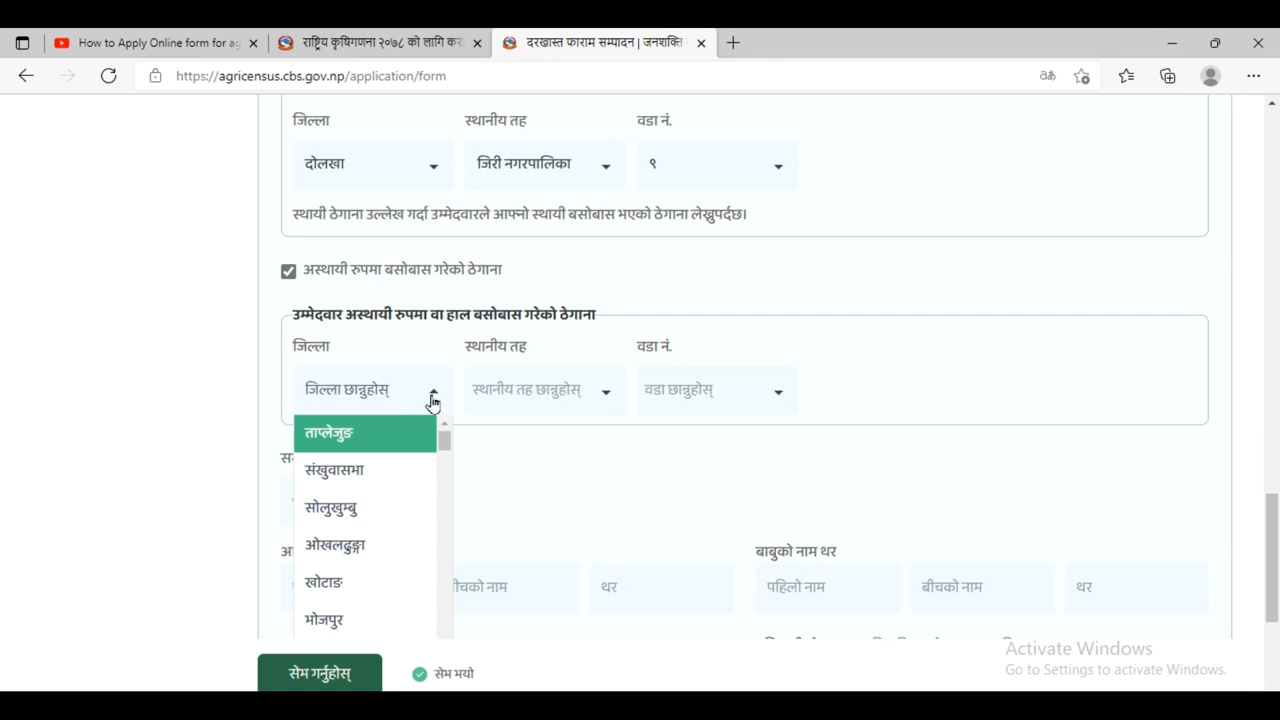 How to Apply Online form for ag
राष्ट्रिय कृषिगणना २०७८ को लागि कर
दरखास्त फाराम सम्पादन | जनशक्ति
https://agricensus.cbs.gov.np/application/form
जिल्ला स्थानीय तह वडा नं.
दोलखा जिरी नगरपालिका ९
स्थायी ठेगाना उल्लेख गर्दा उम्मेदवारले आफ्नो स्थायी बसोबास भएको ठेगाना लेख्नुपर्दछ।
अस्थायी रुपमा बसोबास गरेको ठेगाना
उम्मेदवार अस्थायी रुपमा वा हाल बसोबास गरेको ठेगाना
जिल्ला स्थानीय तह वडा नं.
जिल्ला छान्नुहोस् स्थानीय तह छान्नुहोस् वडा छान्नुहोस्
ताप्लेजुङ
संखुवासभा
सोलुखुम्बु
ओखलढुङ्गा
बाबुको नाम थर
खोटाङ
बीचको नाम थर पहिलो नाम बीचको नाम थर
भोजपुर
Activate Windows
Go to Settings to activate Windows.
सेभ गर्नुहोस् सेभ भयो